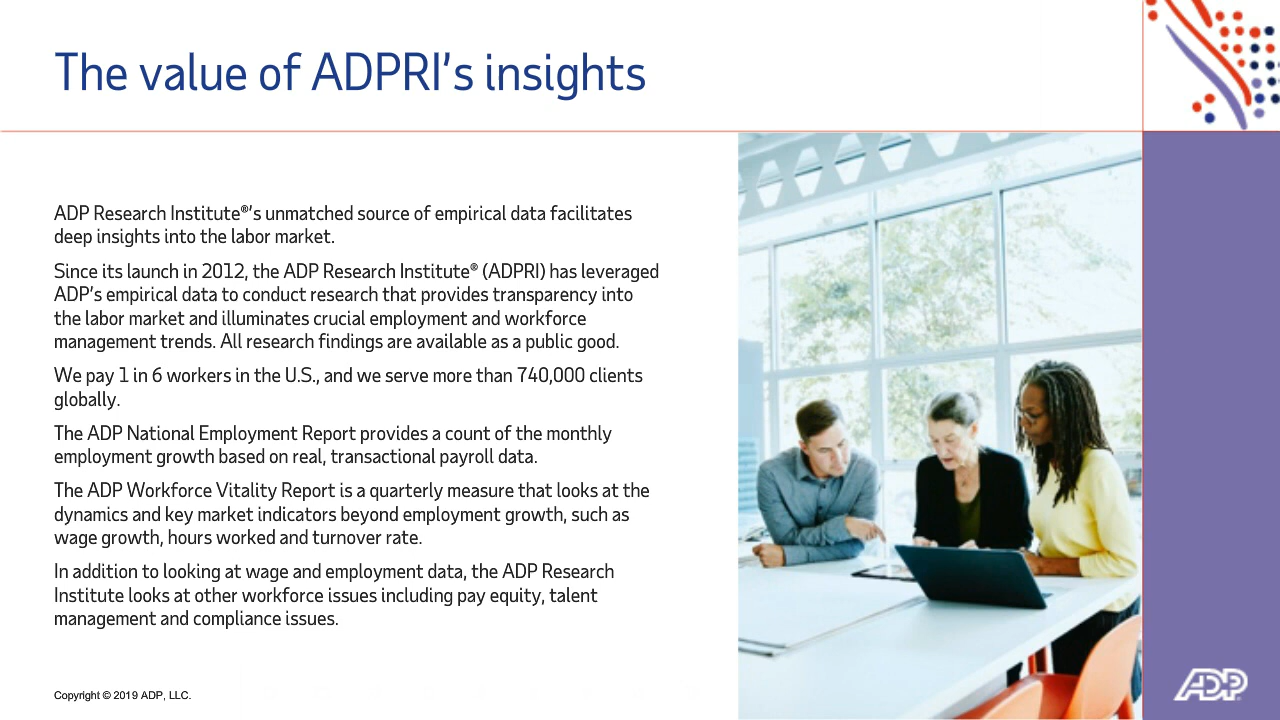 The value of ADPRI's insights
ADP Research Institute®'s unmatched source of empirical data facilitates
deep insights into the labor market.
Since its launch in 2012, the ADP Research Institute® (ADPRI) has leveraged
ADP's empirical data to conduct research that provides transparency into
the labor market and illuminates crucial employment and workforce
management trends. All research findings are available as a public good.
We pay 1 in 6 workers in the U.S., and we serve more than 740,000 clients
globally.
The ADP National Employment Report provides a count of the monthly
employment growth based on real, transactional payroll data.
The ADP Workforce Vitality Report is a quarterly measure that looks at the
dynamics and key market indicators beyond employment growth, such as
wage growth, hours worked and turnover rate.
In addition to looking at wage and employment data, the ADP Research
Institute looks at other workforce issues including pay equity, talent
management and compliance issues.
Copyright © 2019 ADP, LLC.
ADP